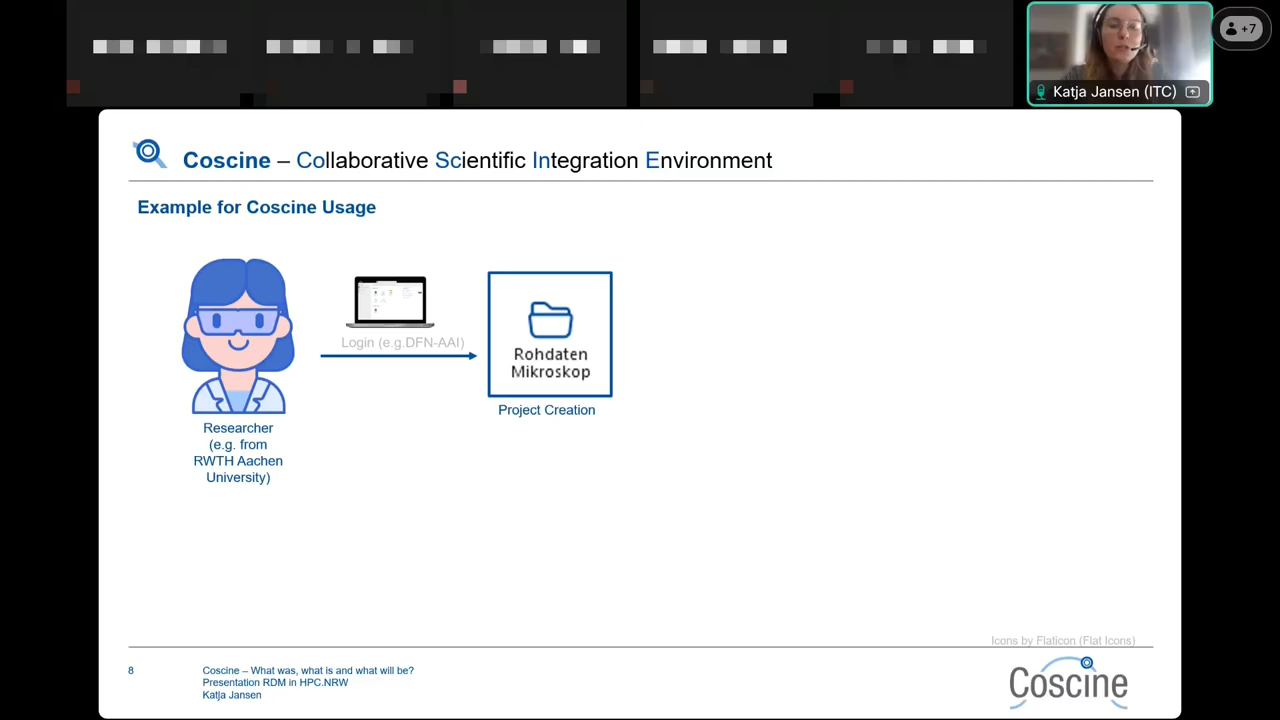 +7
Katja Jansen (ITC)
Coscine – Collaborative Scientific Integration Environment
Example for Coscine Usage
Login (e.g.DFN-AAI)
Rohdaten
Mikroskop
Project Creation
Researcher
(e.g. from
RWTH Aachen
University)
Icons by Flaticon (Flat Icons)
8
Coscine – What was, what is and what will be?
Presentation RDM in HPC.NRW
Katja Jansen
Coscine